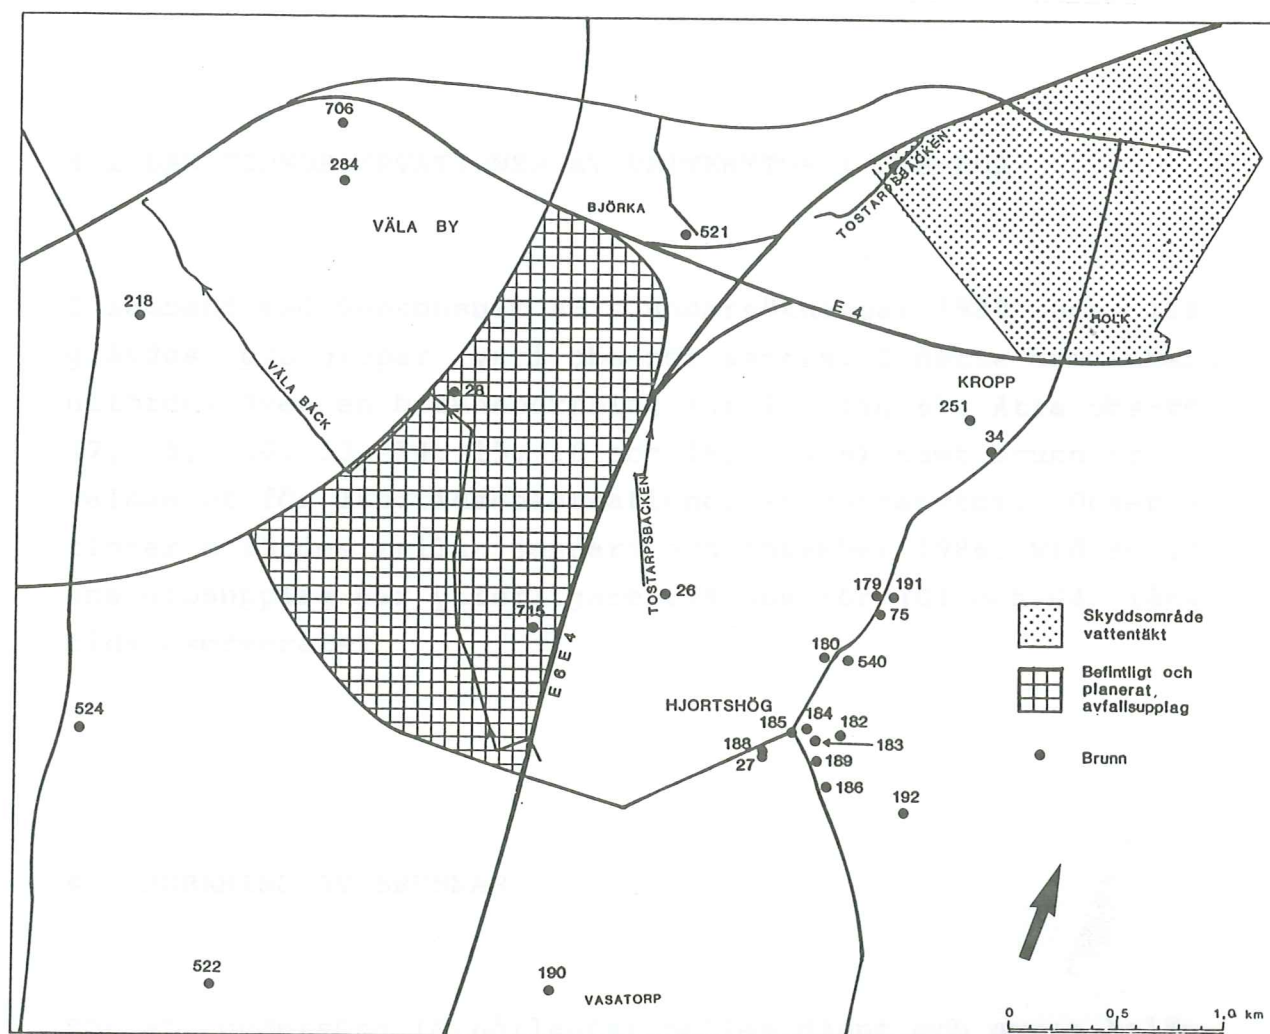 706
284
VÄLA BY
BJÖRKA
521
TOSTARPSBÄCKEN
218
E 4
HOLK
VÄLA BÄCK
28
KROPP
251
34
TOSTARPSBÄCKEN
26
179
191
75
715
180
540
E6E4
Skyddsområde
vattentäkt
Befintligt och
planerat,
avfallsupplag
Brunn
HJORTSHÖG
524
185
184
182
183
188
27
189
186
192
522
190
VASATORP
0
0,5
1,0 km